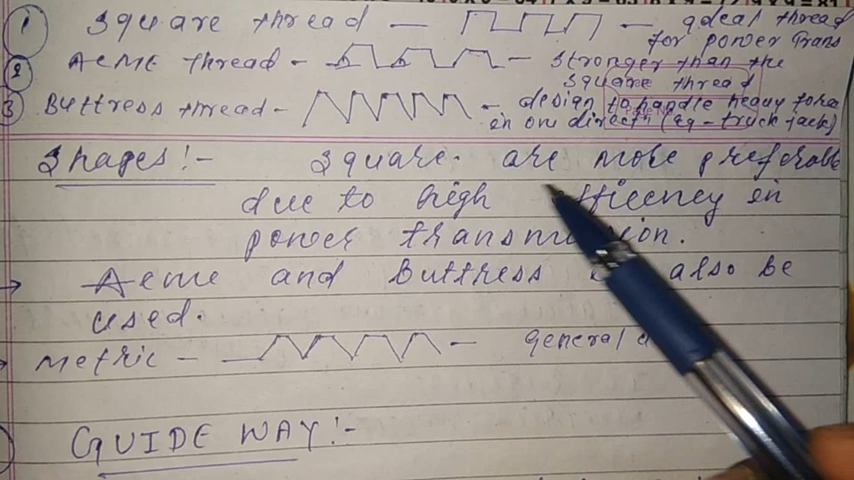 1 Square thread — — ideal thread
for power trans
2 ACME thread - — Stronger than the
square thread
3 Buttress thread - - design to handle heavy force
in one direct (eg - truck jack)
Shapes :- Square are more preferable
due to high efficiency in
power transmission.
→ Acme and Buttress also be
used.
→ Metric - — general
GUIDE WAY :-